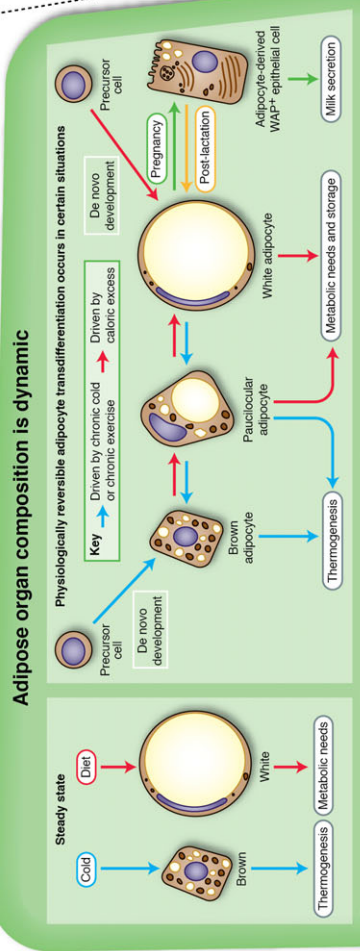 Adipose organ composition is dynamic
Steady state
Cold
Diet
Brown
White
Thermogenesis
Metabolic needs
Physiologically reversible adipocyte transdifferentiation occurs in certain situations
Key
Driven by chronic cold
or chronic exercise
Driven by
caloric excess
Precursor
cell
De novo
development
De novo
development
Precursor
cell
Pregnancy
Post-lactation
Brown
adipocyte
Paucilocular
adipocyte
White adipocyte
Adipocyte-derived
WAP⁺ epithelial cell
Thermogenesis
Metabolic needs and storage
Milk secretion